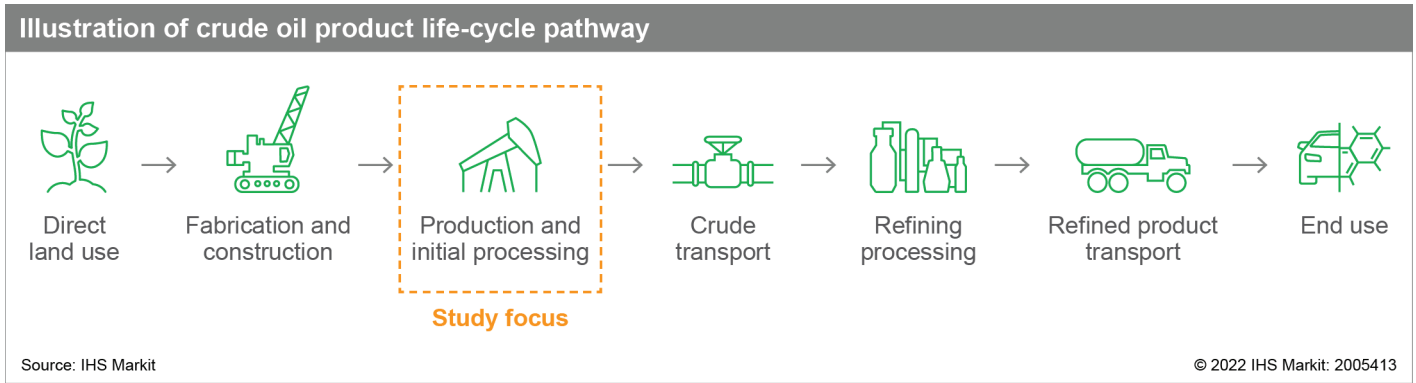 Illustration of crude oil product life-cycle pathway
Direct
land use
Fabrication and
construction
Production and
initial processing
Crude
transport
Refining
processing
Refined product
transport
End use
Study focus
Source: IHS Markit
© 2022 IHS Markit: 2005413